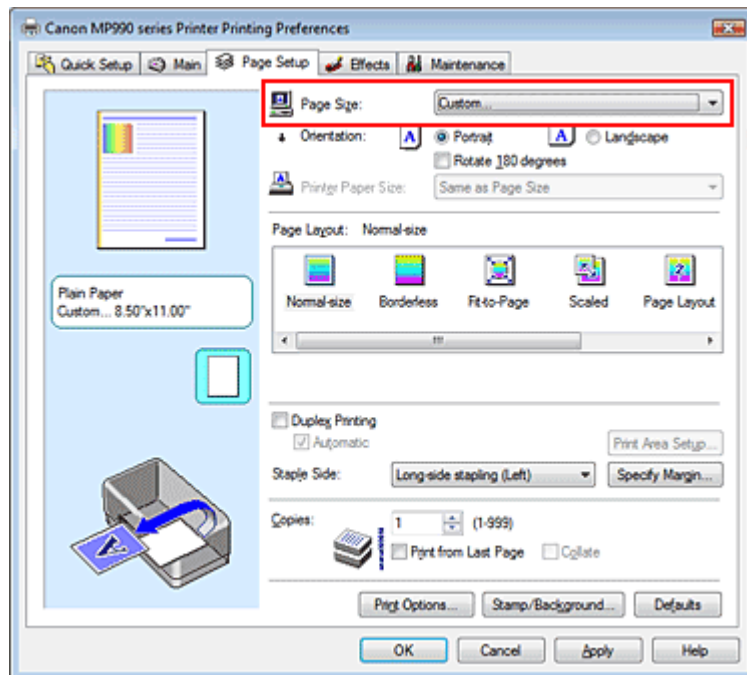 Canon MP990 series Printer Printing Preferences
Quick Setup Main Page Setup Effects Maintenance
Page Size: Custom...
Orientation: A Portrait A Landscape
Rotate 180 degrees
Printer Paper Size: Same as Page Size
Page Layout: Normal-size
Normal-size Borderless Fit-to-Page Scaled Page Layout
Plain Paper
Custom... 8.50"x11.00"
Duplex Printing
Automatic
Print Area Setup...
Staple Side: Long-side stapling (Left) Specify Margin...
Copies: 1 (1-999)
Print from Last Page Collate
Print Options... Stamp/Background... Defaults
OK Cancel Apply Help